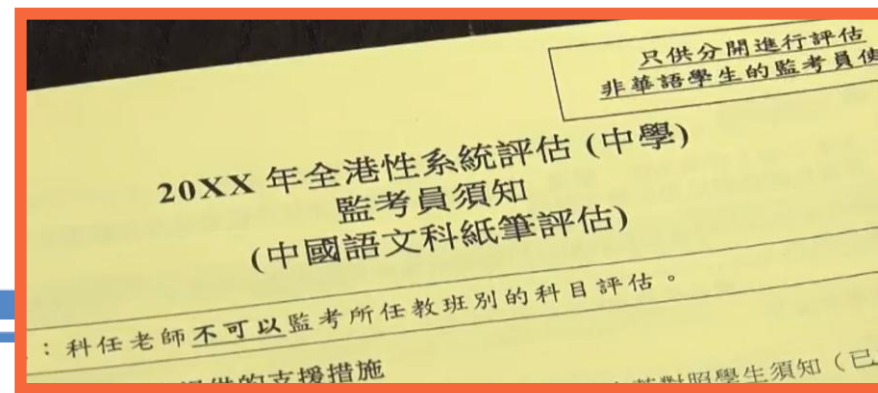 只供分開進行評估
非華語學生的監考員使
20XX 年全港性系統評估 (中學)
監考員須知
(中國語文科紙筆評估)
：科任老師不可以監考所任教班別的科目評估。
的支援措施
對照學生須知（已